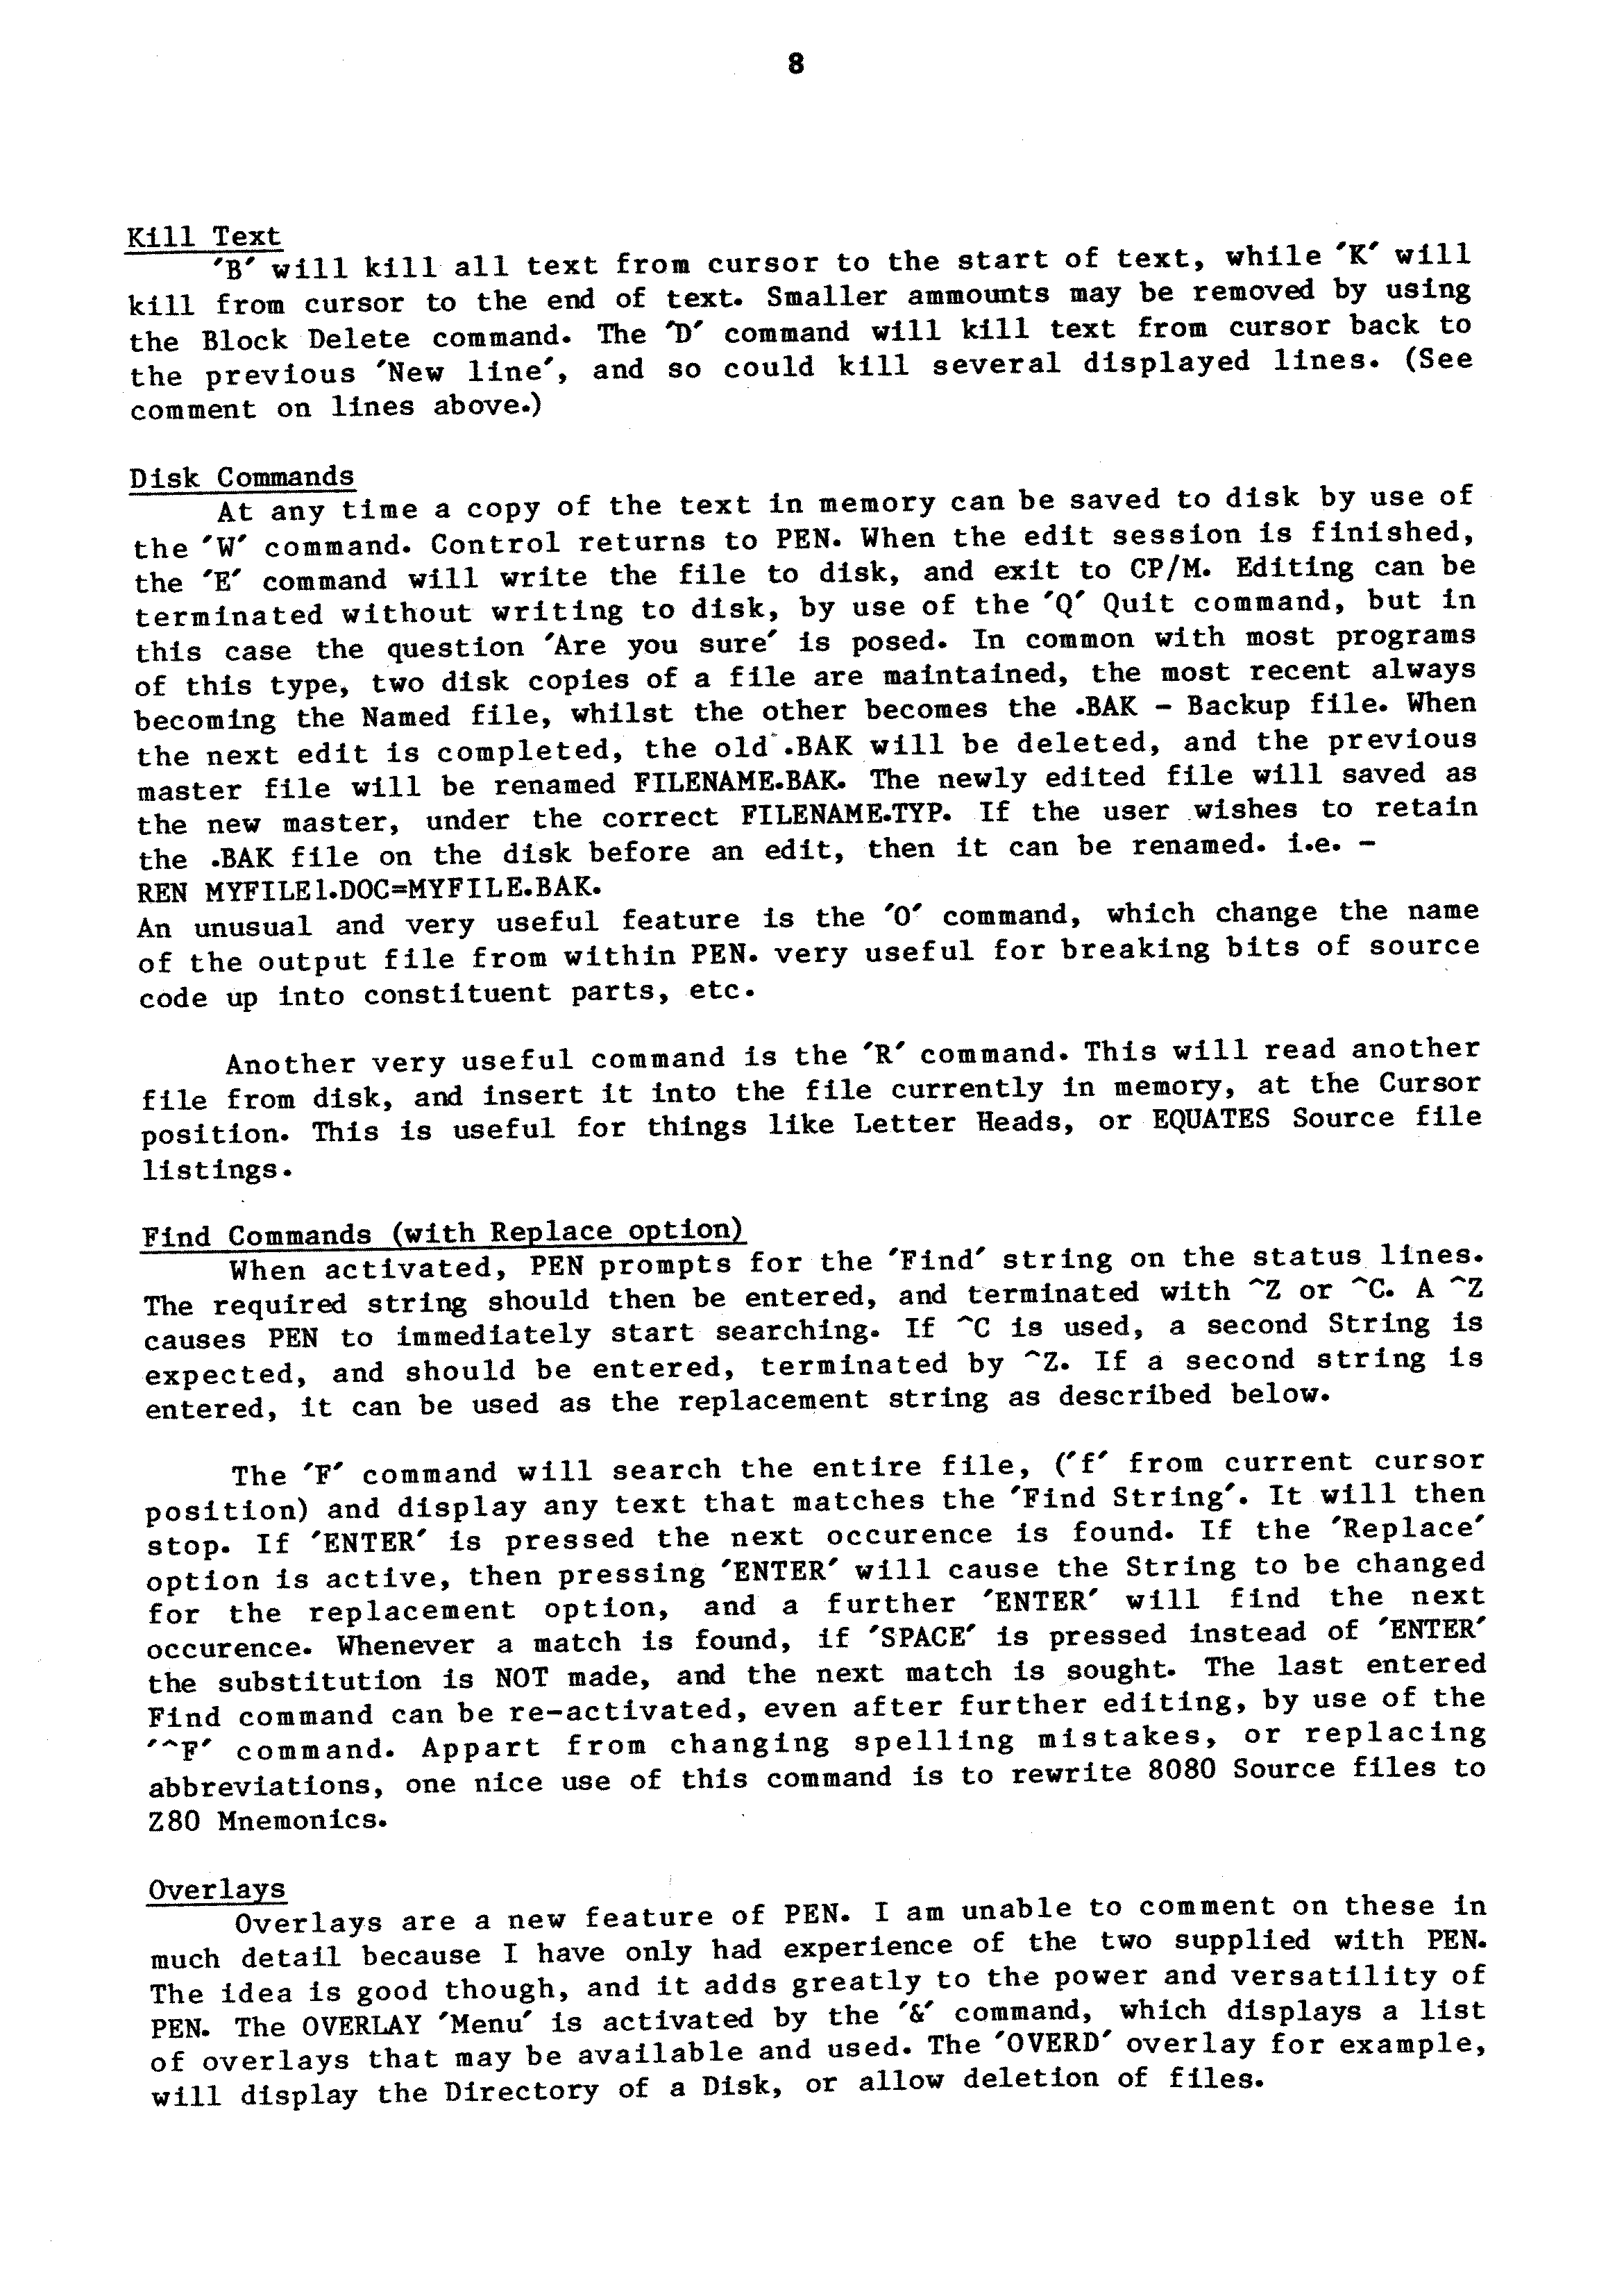 8
Kill Text
'B' will kill all text from cursor to the start of text, while 'K' will
kill from cursor to the end of text. Smaller ammounts may be removed by using
the Block Delete command. The 'D' command will kill text from cursor back to
the previous 'New line', and so could kill several displayed lines. (See
comment on lines above.)
Disk Commands
At any time a copy of the text in memory can be saved to disk by use of
the 'W' command. Control returns to PEN. When the edit session is finished,
the 'E' command will write the file to disk, and exit to CP/M. Editing can be
terminated without writing to disk, by use of the 'Q' Quit command, but in
this case the question 'Are you sure' is posed. In common with most programs
of this type, two disk copies of a file are maintained, the most recent always
becoming the Named file, whilst the other becomes the .BAK - Backup file. When
the next edit is completed, the old .BAK will be deleted, and the previous
master file will be renamed FILENAME.BAK. The newly edited file will saved as
the new master, under the correct FILENAME.TYP. If the user wishes to retain
the .BAK file on the disk before an edit, then it can be renamed. i.e. -
REN MYFILE1.DOC=MYFILE.BAK.
An unusual and very useful feature is the 'O' command, which change the name
of the output file from within PEN. very useful for breaking bits of source
code up into constituent parts, etc.
Another very useful command is the 'R' command. This will read another
file from disk, and insert it into the file currently in memory, at the Cursor
position. This is useful for things like Letter Heads, or EQUATES Source file
listings.
Find Commands (with Replace option)
When activated, PEN prompts for the 'Find' string on the status lines.
The required string should then be entered, and terminated with ^Z or ^C. A ^Z
causes PEN to immediately start searching. If ^C is used, a second String is
expected, and should be entered, terminated by ^Z. If a second string is
entered, it can be used as the replacement string as described below.
The 'F' command will search the entire file, ('f' from current cursor
position) and display any text that matches the 'Find String'. It will then
stop. If 'ENTER' is pressed the next occurence is found. If the 'Replace'
option is active, then pressing 'ENTER' will cause the String to be changed
for the replacement option, and a further 'ENTER' will find the next
occurence. Whenever a match is found, if 'SPACE' is pressed instead of 'ENTER'
the substitution is NOT made, and the next match is sought. The last entered
Find command can be re-activated, even after further editing, by use of the
'^F' command. Appart from changing spelling mistakes, or replacing
abbreviations, one nice use of this command is to rewrite 8080 Source files to
Z80 Mnemonics.
Overlays
Overlays are a new feature of PEN. I am unable to comment on these in
much detail because I have only had experience of the two supplied with PEN.
The idea is good though, and it adds greatly to the power and versatility of
PEN. The OVERLAY 'Menu' is activated by the '&' command, which displays a list
of overlays that may be available and used. The 'OVERD' overlay for example,
will display the Directory of a Disk, or allow deletion of files.